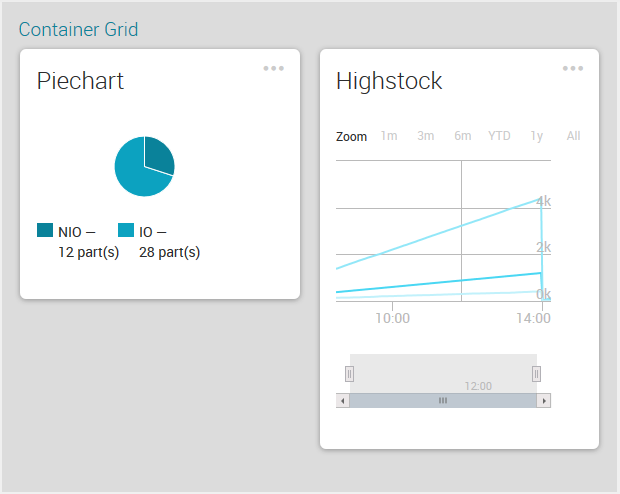 Container Grid
Piechart
NIO – IO –
12 part(s) 28 part(s)
Highstock
Zoom 1m 3m 6m YTD 1y All
4k
2k
0k
10:00 14:00
12:00